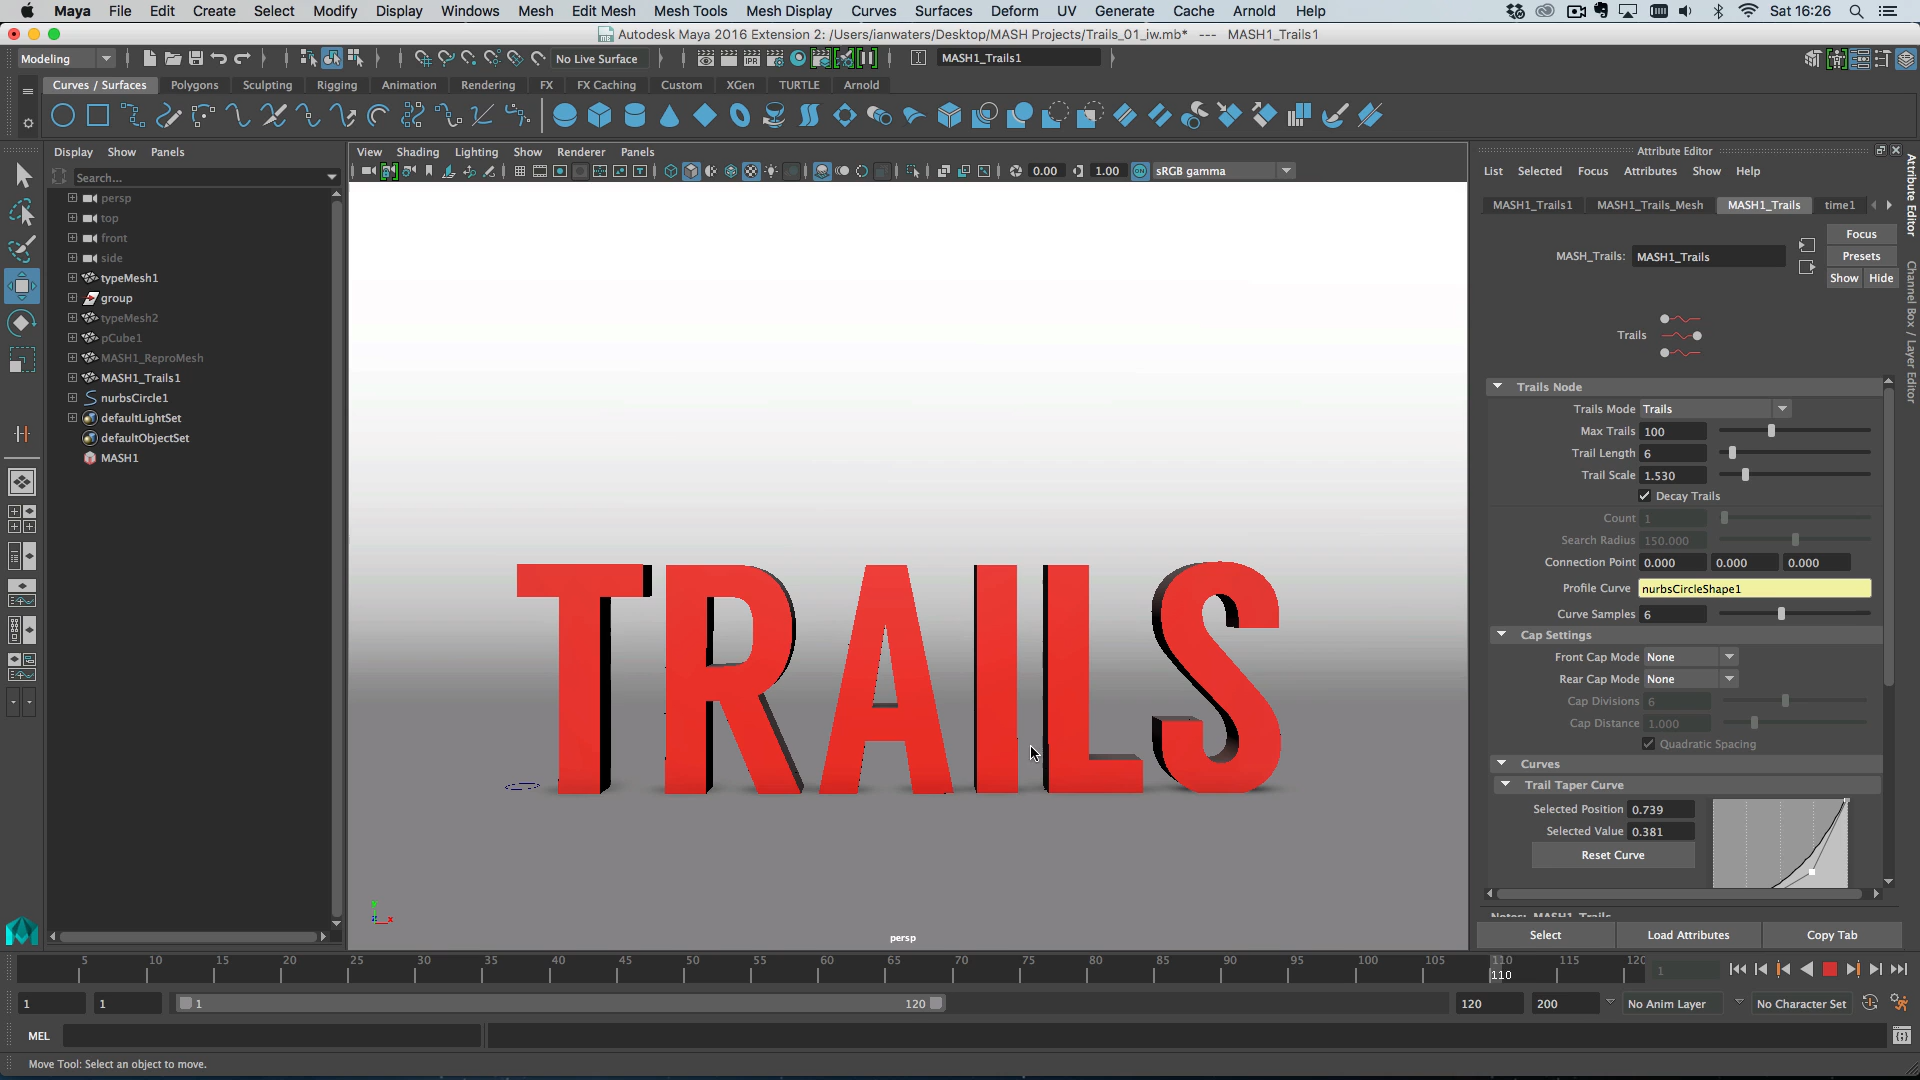 Maya File Edit Create Select Modify Display Windows Mesh Edit Mesh Mesh Tools Mesh Display Curves Surfaces Deform UV Generate Cache Arnold Help Sat 16:26
Autodesk Maya 2016 Extension 2: /Users/ianwaters/Desktop/MASH Projects/Trails_01_iw.mb* --- MASH1_Trails1
Modeling No Live Surface IPR MASH1_Trails1
Curves / Surfaces Polygons Sculpting Rigging Animation Rendering FX FX Caching Custom XGen TURTLE Arnold
Display Show Panels
Search...
persp
top
front
side
typeMesh1
group
typeMesh2
pCube1
MASH1_ReproMesh
MASH1_Trails1
nurbsCircle1
defaultLightSet
defaultObjectSet
MASH1
View Shading Lighting Show Renderer Panels
0.00 1.00 ON sRGB gamma
TRAILS
y
z x
persp
Attribute Editor
List Selected Focus Attributes Show Help
MASH1_Trails1 MASH1_Trails_Mesh MASH1_Trails time1
MASH_Trails: MASH1_Trails
Focus
Presets
Show Hide
Trails
Trails Node
Trails Mode Trails
Max Trails 100
Trail Length 6
Trail Scale 1.530
Decay Trails
Count 1
Search Radius 150.000
Connection Point 0.000 0.000 0.000
Profile Curve nurbsCircleShape1
Curve Samples 6
Cap Settings
Front Cap Mode None
Rear Cap Mode None
Cap Divisions 6
Cap Distance 1.000
Quadratic Spacing
Curves
Trail Taper Curve
Selected Position 0.739
Selected Value 0.381
Reset Curve
Notes: MASH1_Trails
Select Load Attributes Copy Tab
Attribute Editor
Channel Box / Layer Editor
5 10 15 20 25 30 35 40 45 50 55 60 65 70 75 80 85 90 95 100 105 110 115 120
110
1
1 1 1 120 120 200 No Anim Layer No Character Set
MEL
Move Tool: Select an object to move.